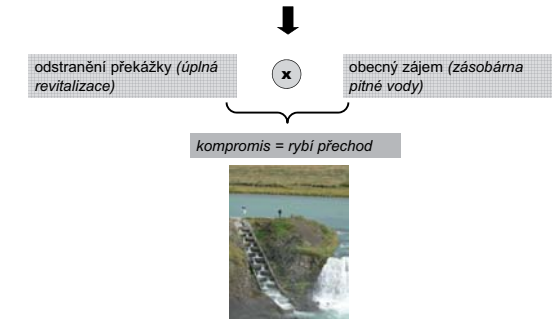 odstranění překážky (úplná
revitalizace)
x
obecný zájem (zásobárna
pitné vody)
kompromis = rybí přechod